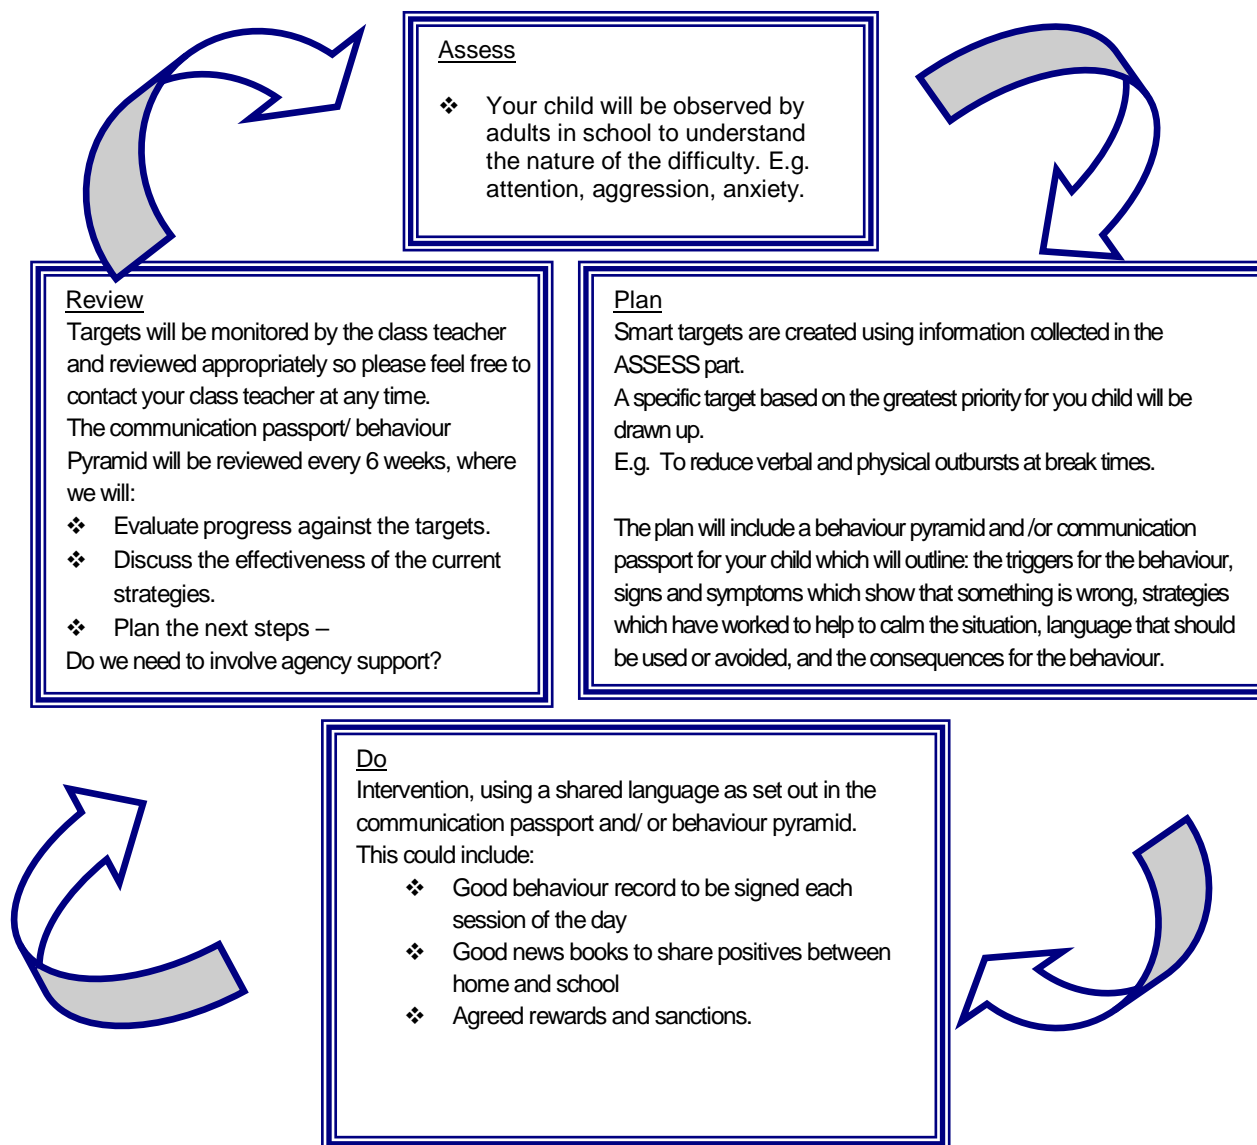 Assess
❖ Your child will be observed by
adults in school to understand
the nature of the difficulty. E.g.
attention, aggression, anxiety.
Review
Targets will be monitored by the class teacher
and reviewed appropriately so please feel free to
contact your class teacher at any time.
The communication passport/ behaviour
Pyramid will be reviewed every 6 weeks, where
we will:
❖ Evaluate progress against the targets.
❖ Discuss the effectiveness of the current
strategies.
❖ Plan the next steps –
Do we need to involve agency support?
Plan
Smart targets are created using information collected in the
ASSESS part.
A specific target based on the greatest priority for you child will be
drawn up.
E.g. To reduce verbal and physical outbursts at break times.
The plan will include a behaviour pyramid and /or communication
passport for your child which will outline: the triggers for the behaviour,
signs and symptoms which show that something is wrong, strategies
which have worked to help to calm the situation, language that should
be used or avoided, and the consequences for the behaviour.
Do
Intervention, using a shared language as set out in the
communication passport and/ or behaviour pyramid.
This could include:
❖ Good behaviour record to be signed each
session of the day
❖ Good news books to share positives between
home and school
❖ Agreed rewards and sanctions.